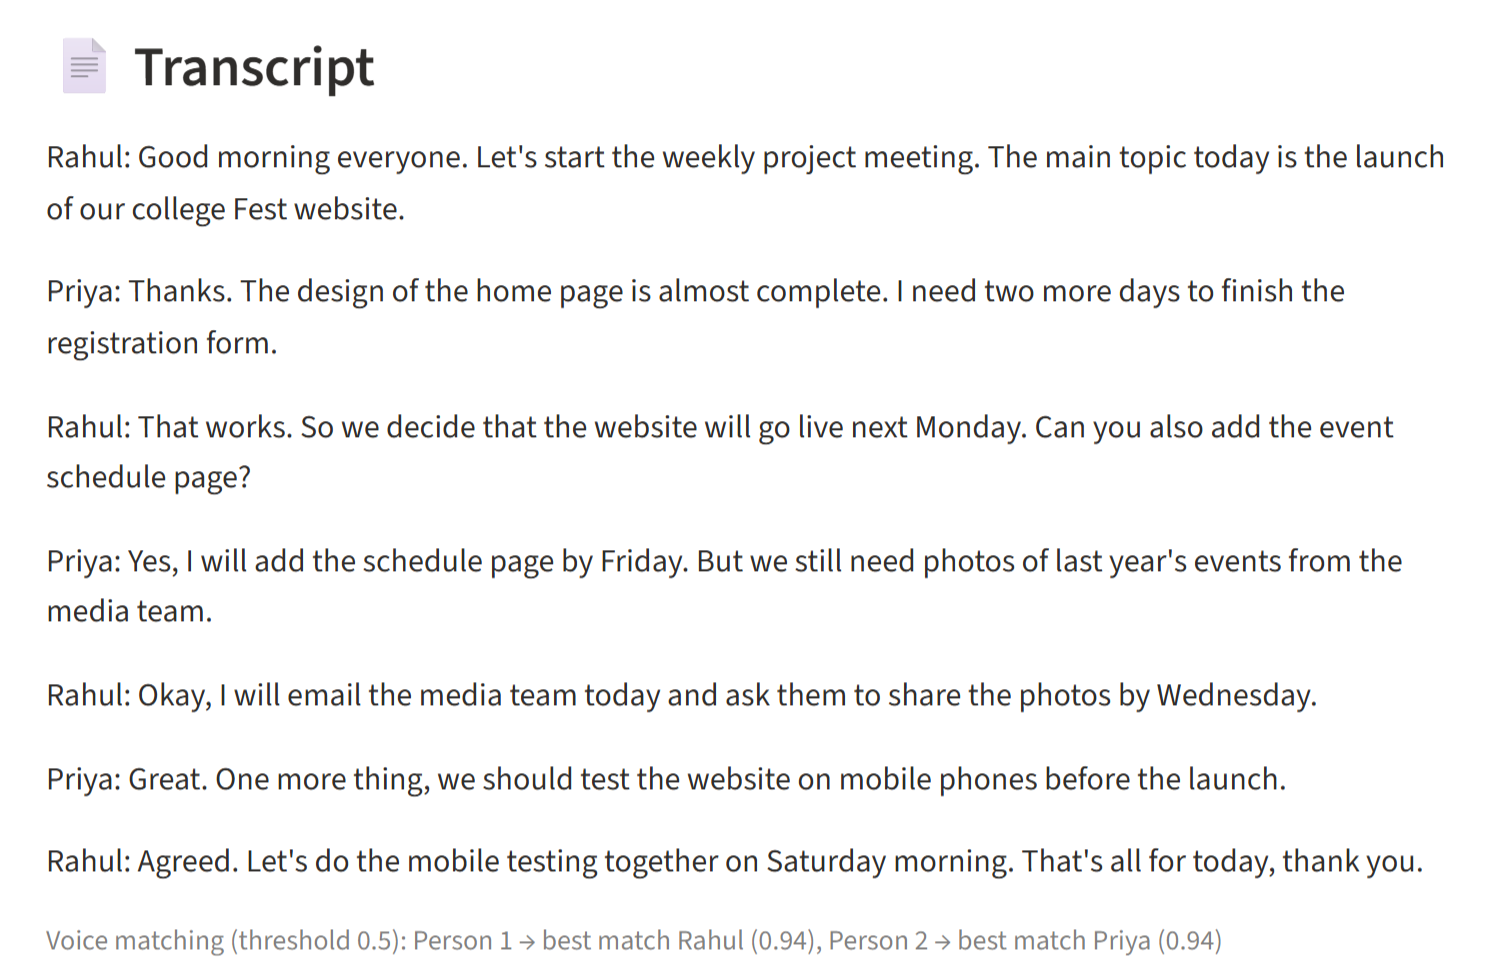 Transcript
Rahul: Good morning everyone. Let's start the weekly project meeting. The main topic today is the launch
of our college Fest website.
Priya: Thanks. The design of the home page is almost complete. I need two more days to finish the
registration form.
Rahul: That works. So we decide that the website will go live next Monday. Can you also add the event
schedule page?
Priya: Yes, I will add the schedule page by Friday. But we still need photos of last year's events from the
media team.
Rahul: Okay, I will email the media team today and ask them to share the photos by Wednesday.
Priya: Great. One more thing, we should test the website on mobile phones before the launch.
Rahul: Agreed. Let's do the mobile testing together on Saturday morning. That's all for today, thank you.
Voice matching (threshold 0.5): Person 1 → best match Rahul (0.94), Person 2 → best match Priya (0.94)